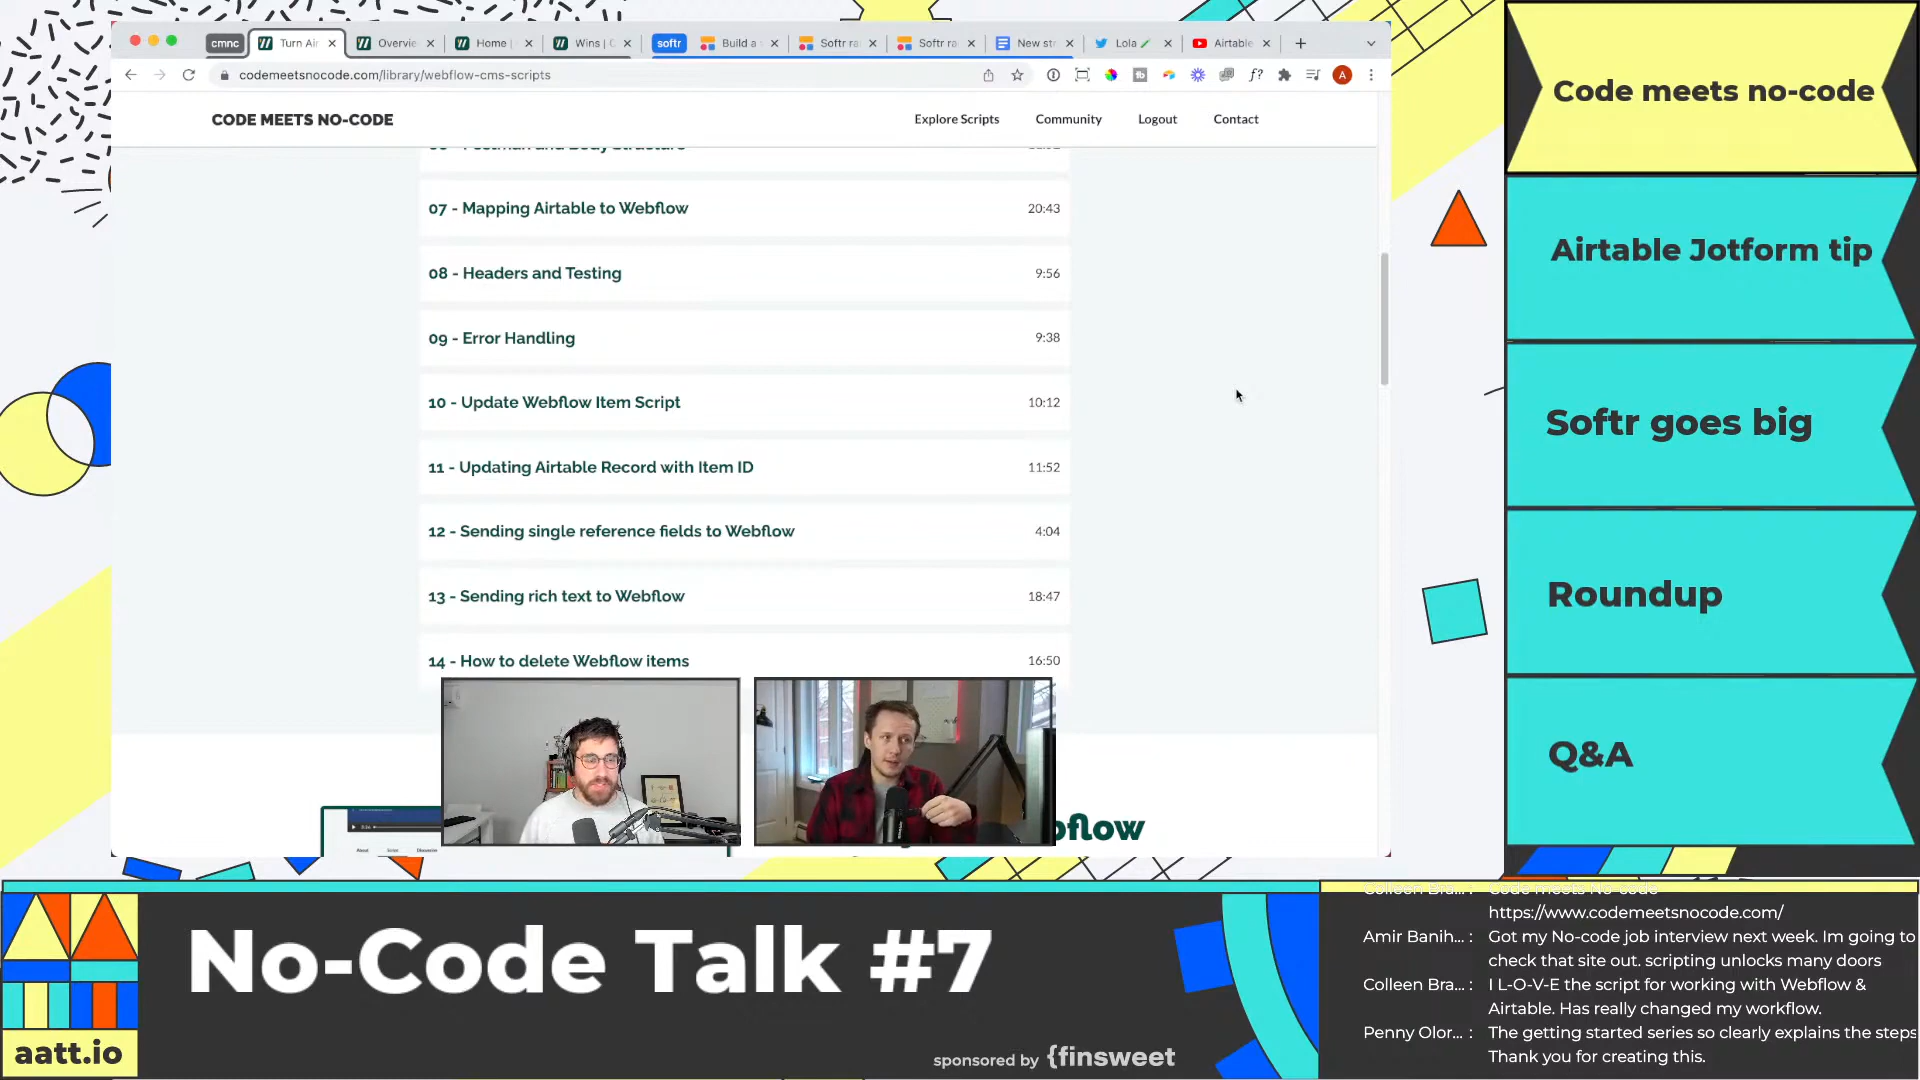 cmnc
Turn Air
Overvie
Home |
Wins | C
softr
Build a
Softr ra
Softr ra
New str
Lola
Airtable
codemeetsnocode.com/library/webflow-cms-scripts
A
CODE MEETS NO-CODE
Explore Scripts
Community
Logout
Contact
07 - Mapping Airtable to Webflow
20:43
08 - Headers and Testing
9:56
09 - Error Handling
9:38
10 - Update Webflow Item Script
10:12
11 - Updating Airtable Record with Item ID
11:52
12 - Sending single reference fields to Webflow
4:04
13 - Sending rich text to Webflow
18:47
14 - How to delete Webflow items
16:50
bflow
Code meets no-code
Airtable Jotform tip
Softr goes big
Roundup
Q&A
aatt.io
No-Code Talk #7
sponsored by {finsweet
Colleen Bra... : Code meets No-code
https://www.codemeetsnocode.com/
Amir Banih... : Got my No-code job interview next week. Im going to
check that site out. scripting unlocks many doors
Colleen Bra... : I L-O-V-E the script for working with Webflow &
Airtable. Has really changed my workflow.
Penny Olor... : The getting started series so clearly explains the steps
Thank you for creating this.